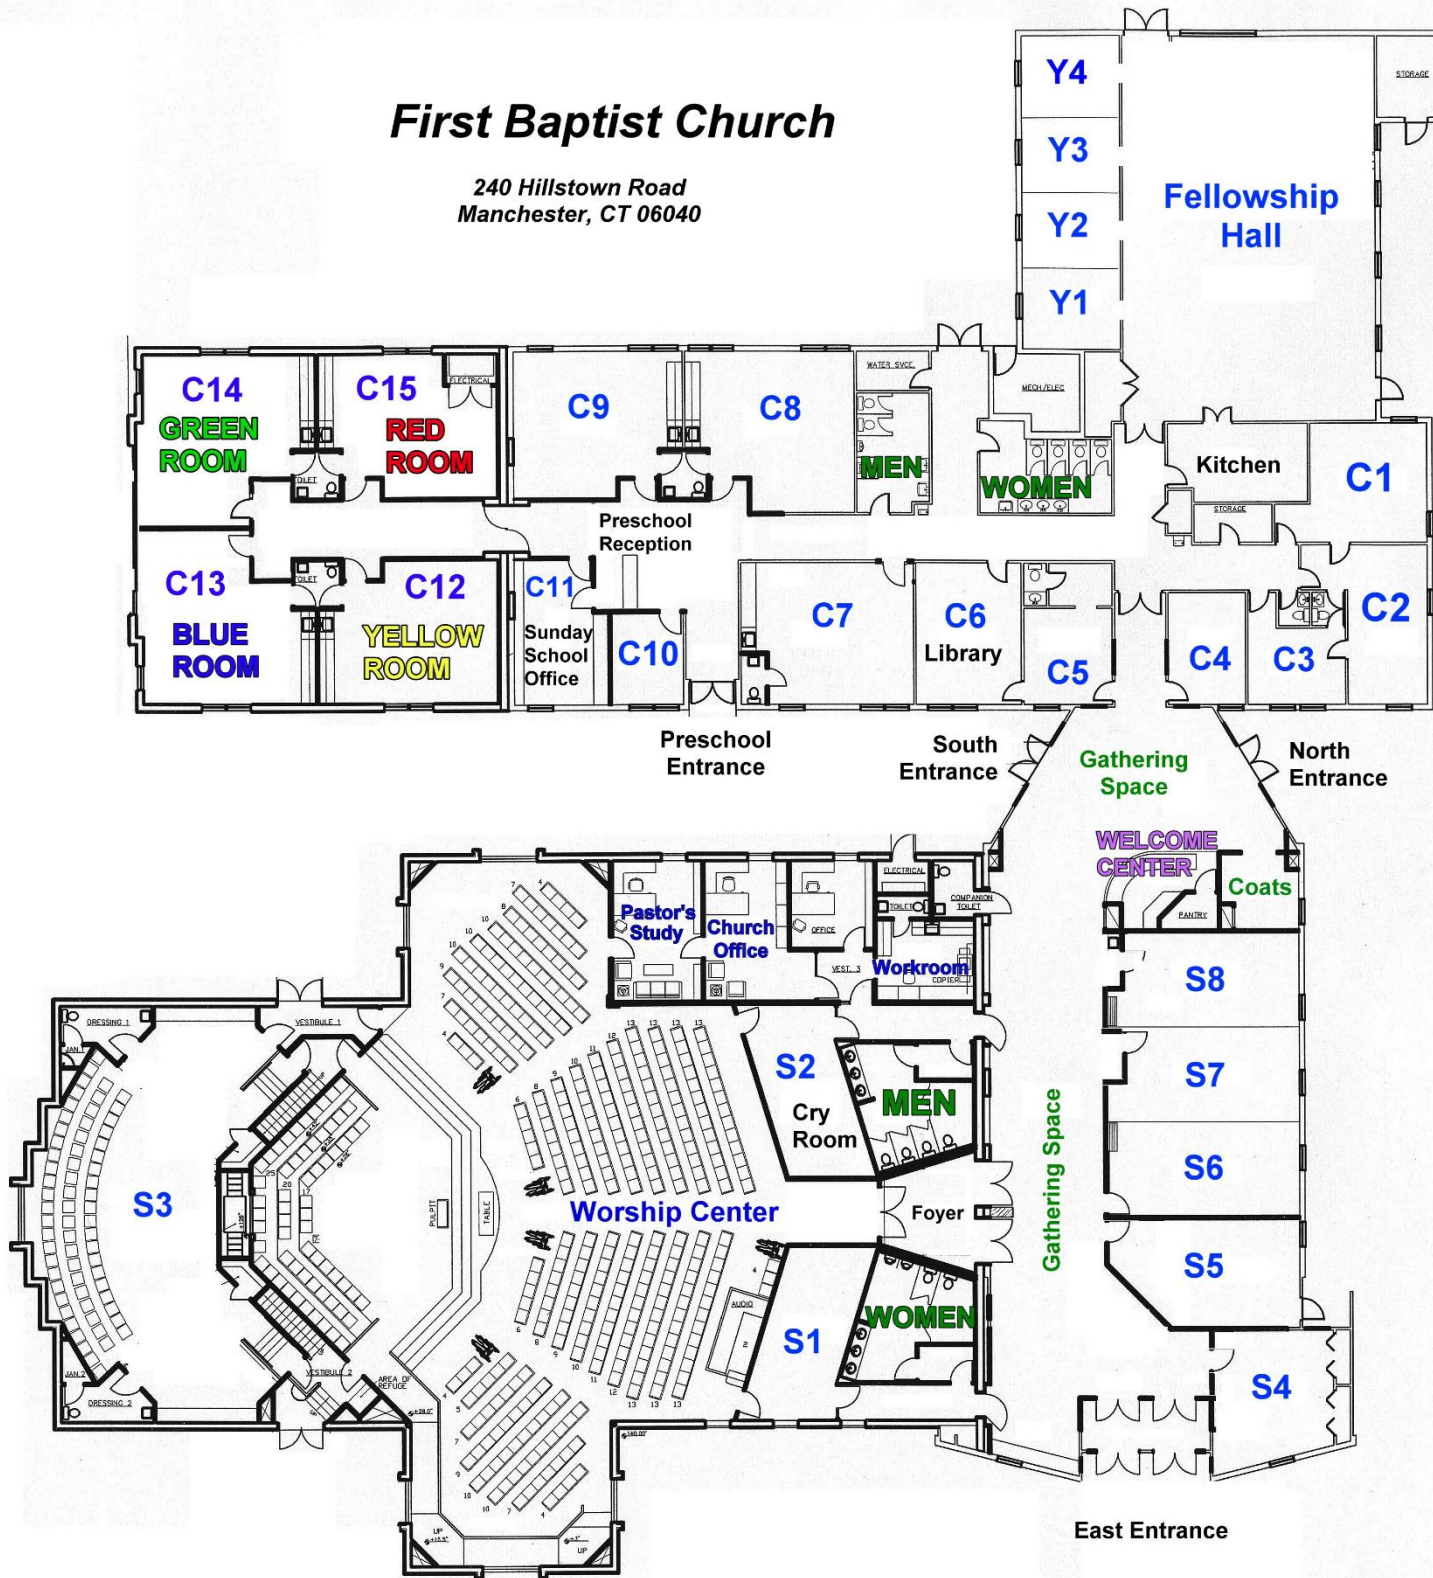 First Baptist Church
240 Hillstown Road
Manchester, CT 06040
Y4
Y3
Y2
Y1
Fellowship
Hall
STORAGE
MECH/ELEC
WATER SVCE.
C14
GREEN
ROOM
C15
RED
ROOM
ELECTRICAL
C9
C8
MEN
WOMEN
Kitchen
C1
STORAGE
TOILET
Preschool
Reception
C13
BLUE
ROOM
TOILET
C12
YELLOW
ROOM
C11
Sunday
School
Office
C10
C7
C6
Library
C5
C4
C3
C2
Preschool
Entrance
South
Entrance
Gathering
Space
North
Entrance
WELCOME
CENTER
Coats
PANTRY
Pastor's
Study
Church
Office
OFFICE
ELECTRICAL
TOILET
COMPANION
TOILET
VEST. 3
Workroom
COPIER
S8
S7
S6
S5
S4
Gathering Space
DRESSING 1
JAN.1
VESTIBULE 1
S2
Cry
Room
MEN
S3
PULPIT
TABLE
Worship Center
Foyer
AUDIO
S1
WOMEN
JAN.2
DRESSING 2
VESTIBULE 2
AREA OF
REFUGE
UP
UP
East Entrance